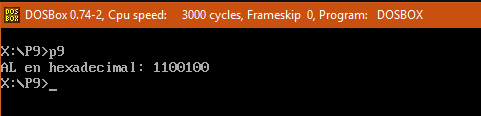 DOSBox 0.74-2, Cpu speed: 3000 cycles, Frameskip 0, Program: DOSBOX
X:\P9>p9
AL en hexadecimal: 1100100
X:\P9>_